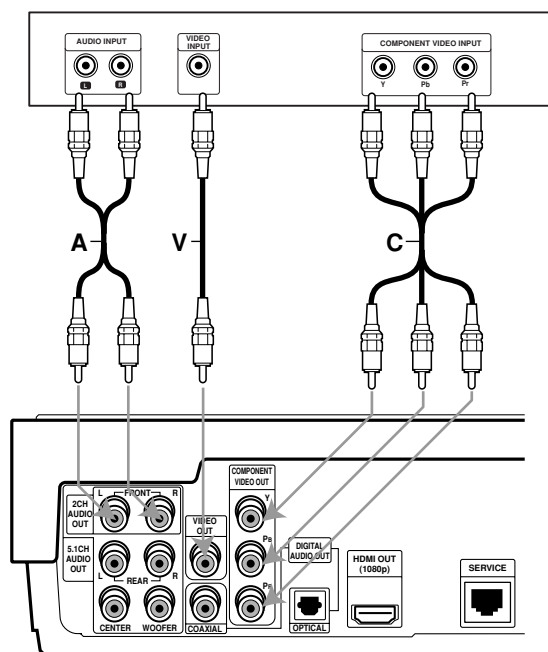 AUDIO INPUT
L
R
VIDEO
INPUT
COMPONENT VIDEO INPUT
Y
Pb
Pr
A
V
C
2CH
AUDIO
OUT
L
FRONT
R
5.1CH
AUDIO
OUT
L
REAR
R
CENTER
WOOFER
VIDEO
OUT
COAXIAL
COMPONENT
VIDEO OUT
Y
PB
PR
DIGITAL
AUDIO OUT
OPTICAL
HDMI OUT
(1080p)
SERVICE